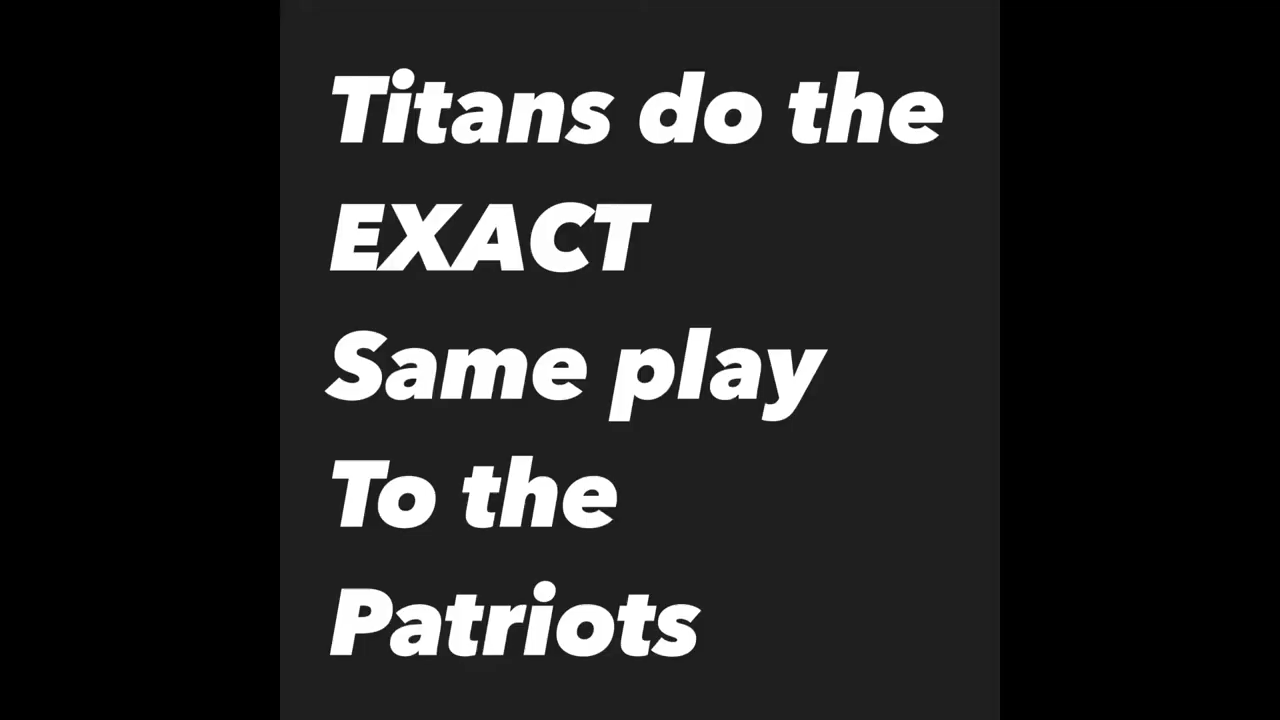 Titans do the
EXACT
Same play
To the
Patriots